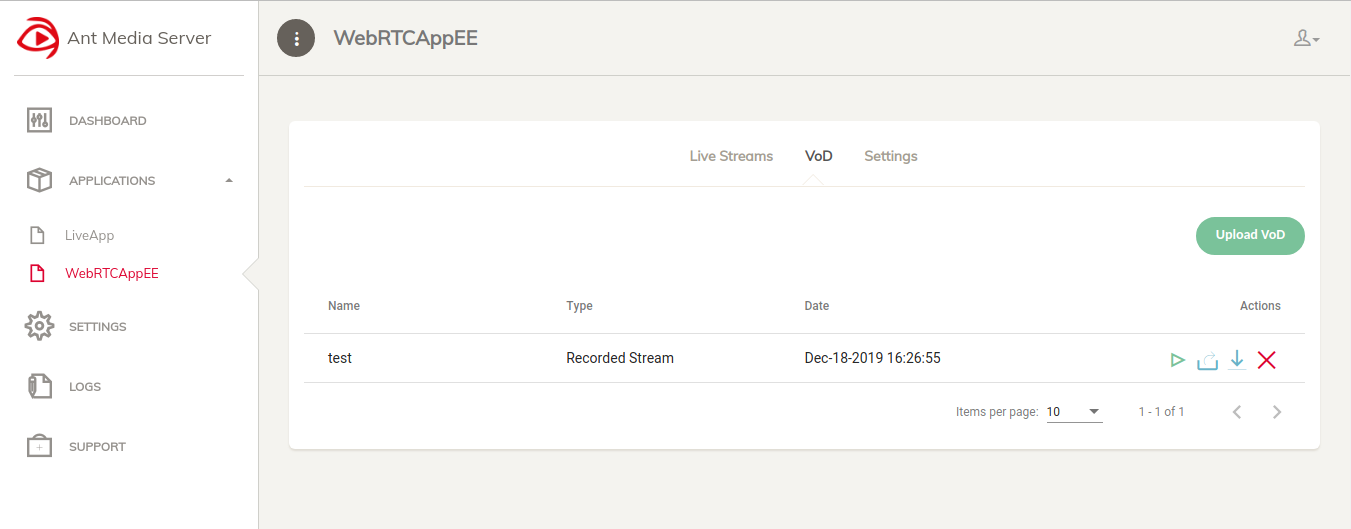 Ant Media Server
WebRTCAppEE
DASHBOARD
APPLICATIONS
LiveApp
WebRTCAppEE
SETTINGS
LOGS
SUPPORT
Live Streams VoD Settings
Upload VoD
Name Type Date Actions
test Recorded Stream Dec-18-2019 16:26:55
Items per page: 10 1 - 1 of 1